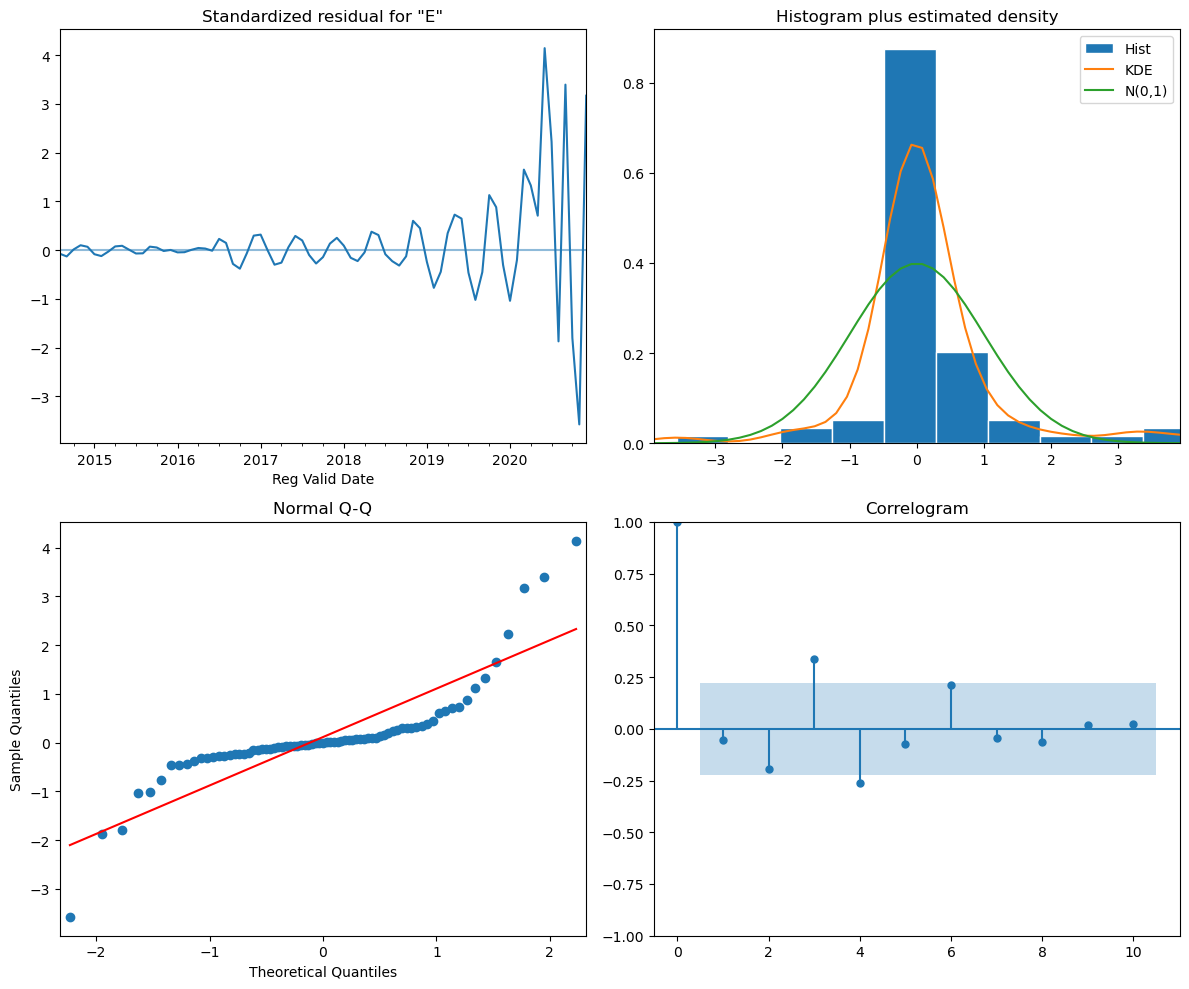 Standardized residual for "E"
4
3
2
1
0
−1
−2
−3
2015 2016 2017 2018 2019 2020
Reg Valid Date
Histogram plus estimated density
Hist
KDE
N(0,1)
0.8
0.6
0.4
0.2
0.0
−3 −2 −1 0 1 2 3
Normal Q-Q
Sample Quantiles
4
3
2
1
0
−1
−2
−3
−2 −1 0 1 2
Theoretical Quantiles
Correlogram
1.00
0.75
0.50
0.25
0.00
−0.25
−0.50
−0.75
−1.00
0 2 4 6 8 10